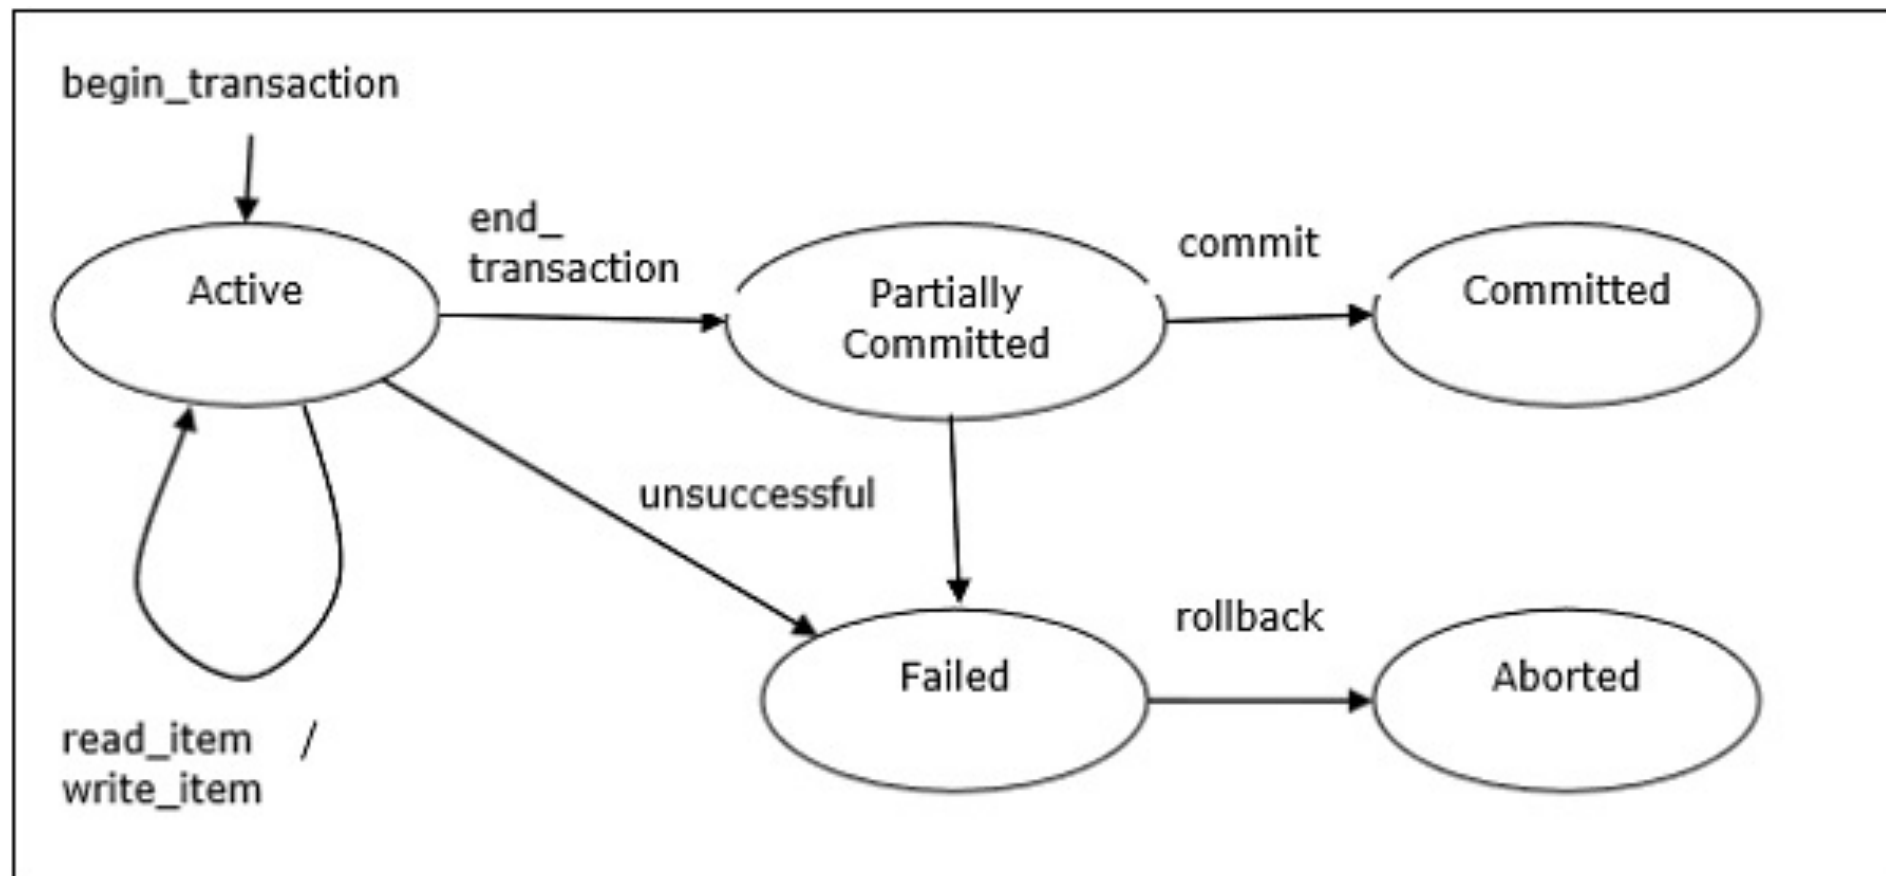 begin_transaction
end_
transaction
commit
Active
Partially
Committed
Committed
unsuccessful
rollback
Failed
Aborted
read_item /
write_item